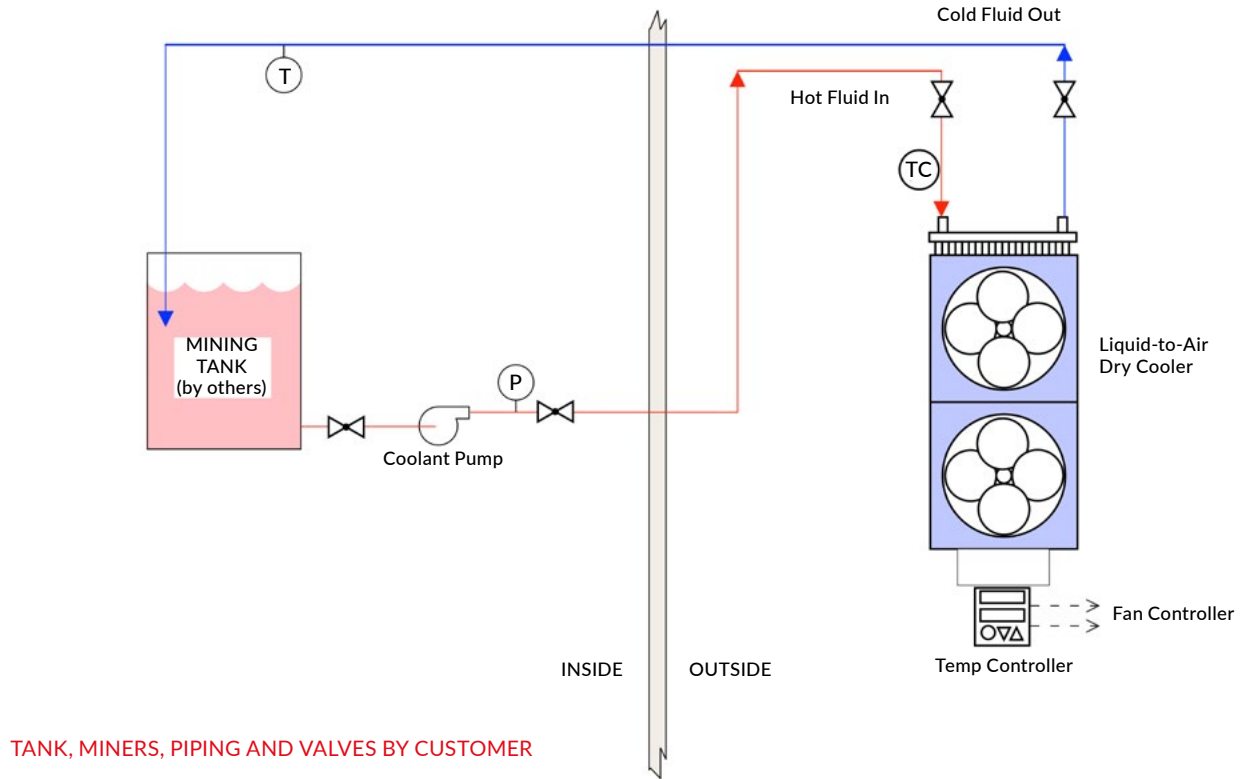 Cold Fluid Out
T
Hot Fluid In
TC
MINING
TANK
(by others)
Liquid-to-Air
Dry Cooler
P
Coolant Pump
Fan Controller
Temp Controller
INSIDE
OUTSIDE
TANK, MINERS, PIPING AND VALVES BY CUSTOMER